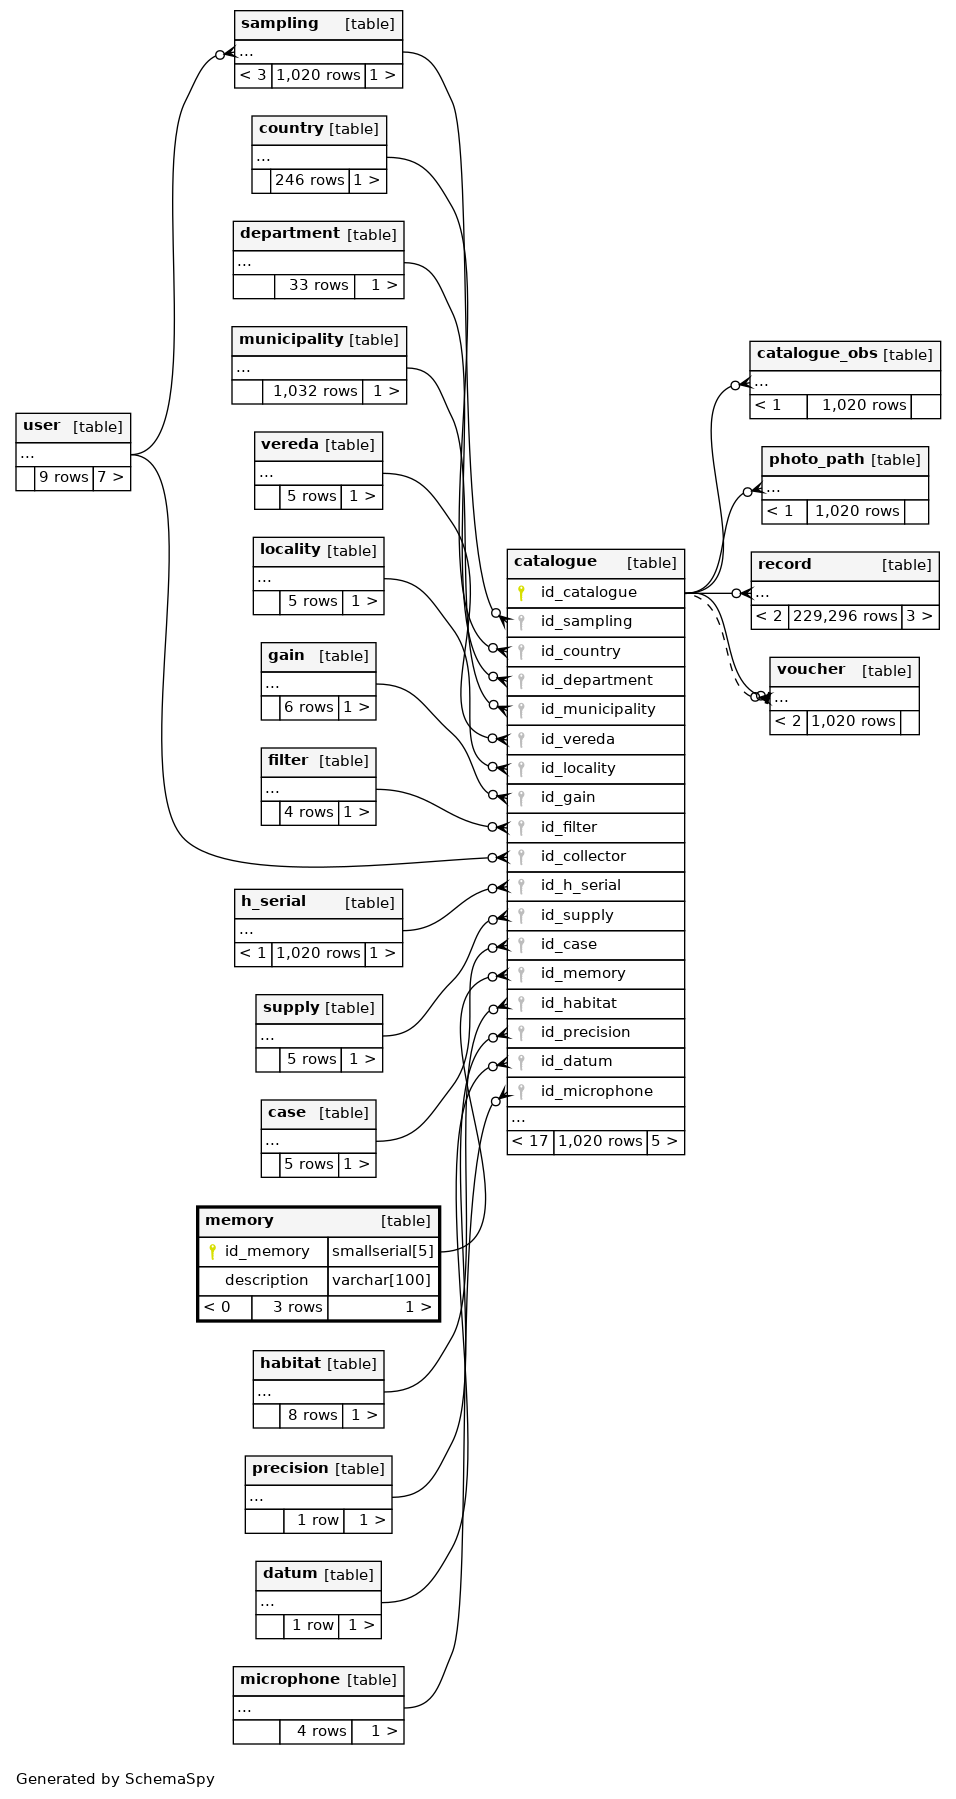 sampling [table]
...
< 3 1,020 rows 1 >
country [table]
...
246 rows 1 >
department [table]
...
33 rows 1 >
municipality [table]
...
1,032 rows 1 >
user [table]
...
9 rows 7 >
vereda [table]
...
5 rows 1 >
locality [table]
...
5 rows 1 >
gain [table]
...
6 rows 1 >
filter [table]
...
4 rows 1 >
h_serial [table]
...
< 1 1,020 rows 1 >
supply [table]
...
5 rows 1 >
case [table]
...
5 rows 1 >
memory [table]
id_memory smallserial[5]
description varchar[100]
< 0 3 rows 1 >
habitat [table]
...
8 rows 1 >
precision [table]
...
1 row 1 >
datum [table]
...
1 row 1 >
microphone [table]
...
4 rows 1 >
catalogue [table]
id_catalogue
id_sampling
id_country
id_department
id_municipality
id_vereda
id_locality
id_gain
id_filter
id_collector
id_h_serial
id_supply
id_case
id_memory
id_habitat
id_precision
id_datum
id_microphone
...
< 17 1,020 rows 5 >
catalogue_obs [table]
...
< 1 1,020 rows
photo_path [table]
...
< 1 1,020 rows
record [table]
...
< 2 229,296 rows 3 >
voucher [table]
...
< 2 1,020 rows
Generated by SchemaSpy